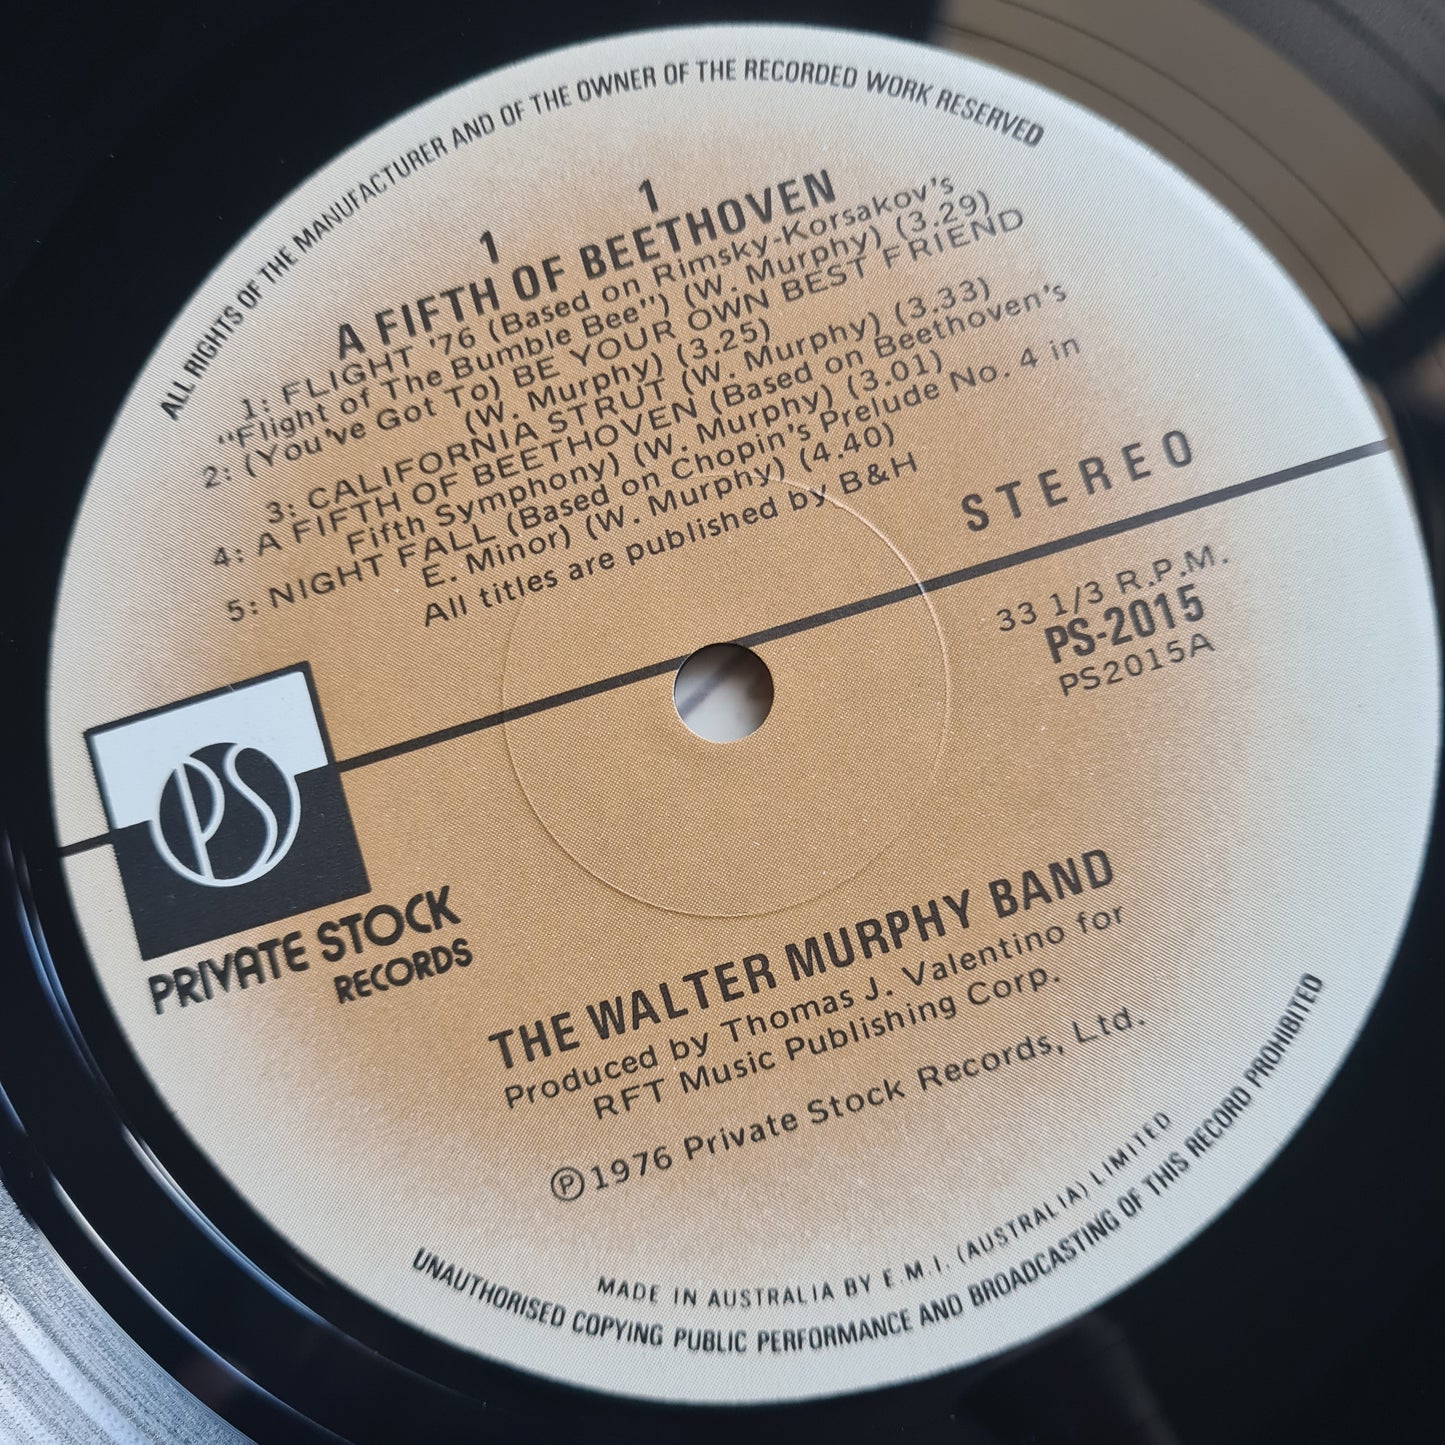 ALL RIGHTS OF THE MANUFACTURER AND OF THE OWNER OF THE RECORDED WORK RESERVED
1 1
A FIFTH OF BEETHOVEN
1: FLIGHT '76 (Based on Rimsky-Korsakov's
"Flight of The Bumble Bee") (W. Murphy) (3.29)
2: (You've Got To) BE YOUR OWN BEST FRIEND
(W. Murphy) (3.25)
3: CALIFORNIA STRUT (W. Murphy) (3.33)
4: A FIFTH OF BEETHOVEN (Based on Beethoven's
Fifth Symphony) (W. Murphy) (3.01)
5: NIGHT FALL (Based on Chopin's Prelude No. 4 in
E. Minor) (W. Murphy) (4.40)
All titles are published by B&H
STEREO
33 1/3 R.P.M.
PS-2015
PS2015A
PS
PRIVATE STOCK
RECORDS
THE WALTER MURPHY BAND
Produced by Thomas J. Valentino for
RFT Music Publishing Corp.
℗1976 Private Stock Records, Ltd.
MADE IN AUSTRALIA BY E.M.I. (AUSTRALIA) LIMITED
UNAUTHORISED COPYING PUBLIC PERFORMANCE AND BROADCASTING OF THIS RECORD PROHIBITED